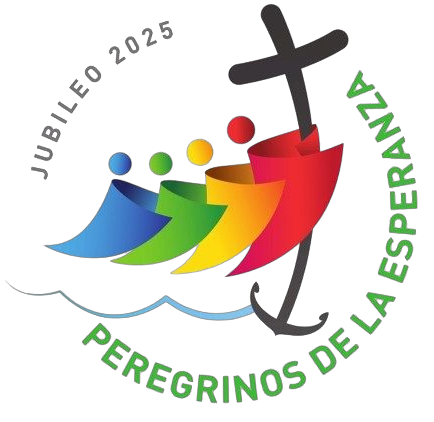 JUBILEO 2025
PEREGRINOS DE LA ESPERANZA